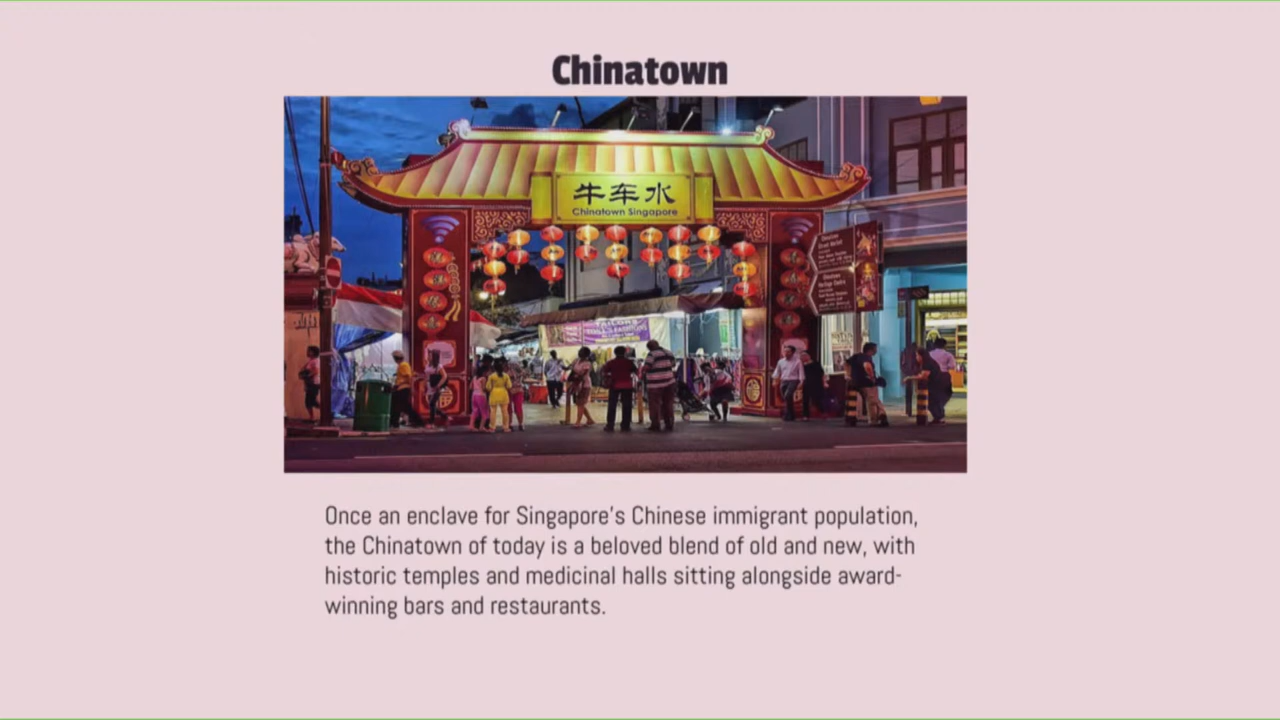 Chinatown
牛车水
Chinatown Singapore
Once an enclave for Singapore's Chinese immigrant population,
the Chinatown of today is a beloved blend of old and new, with
historic temples and medicinal halls sitting alongside award-
winning bars and restaurants.